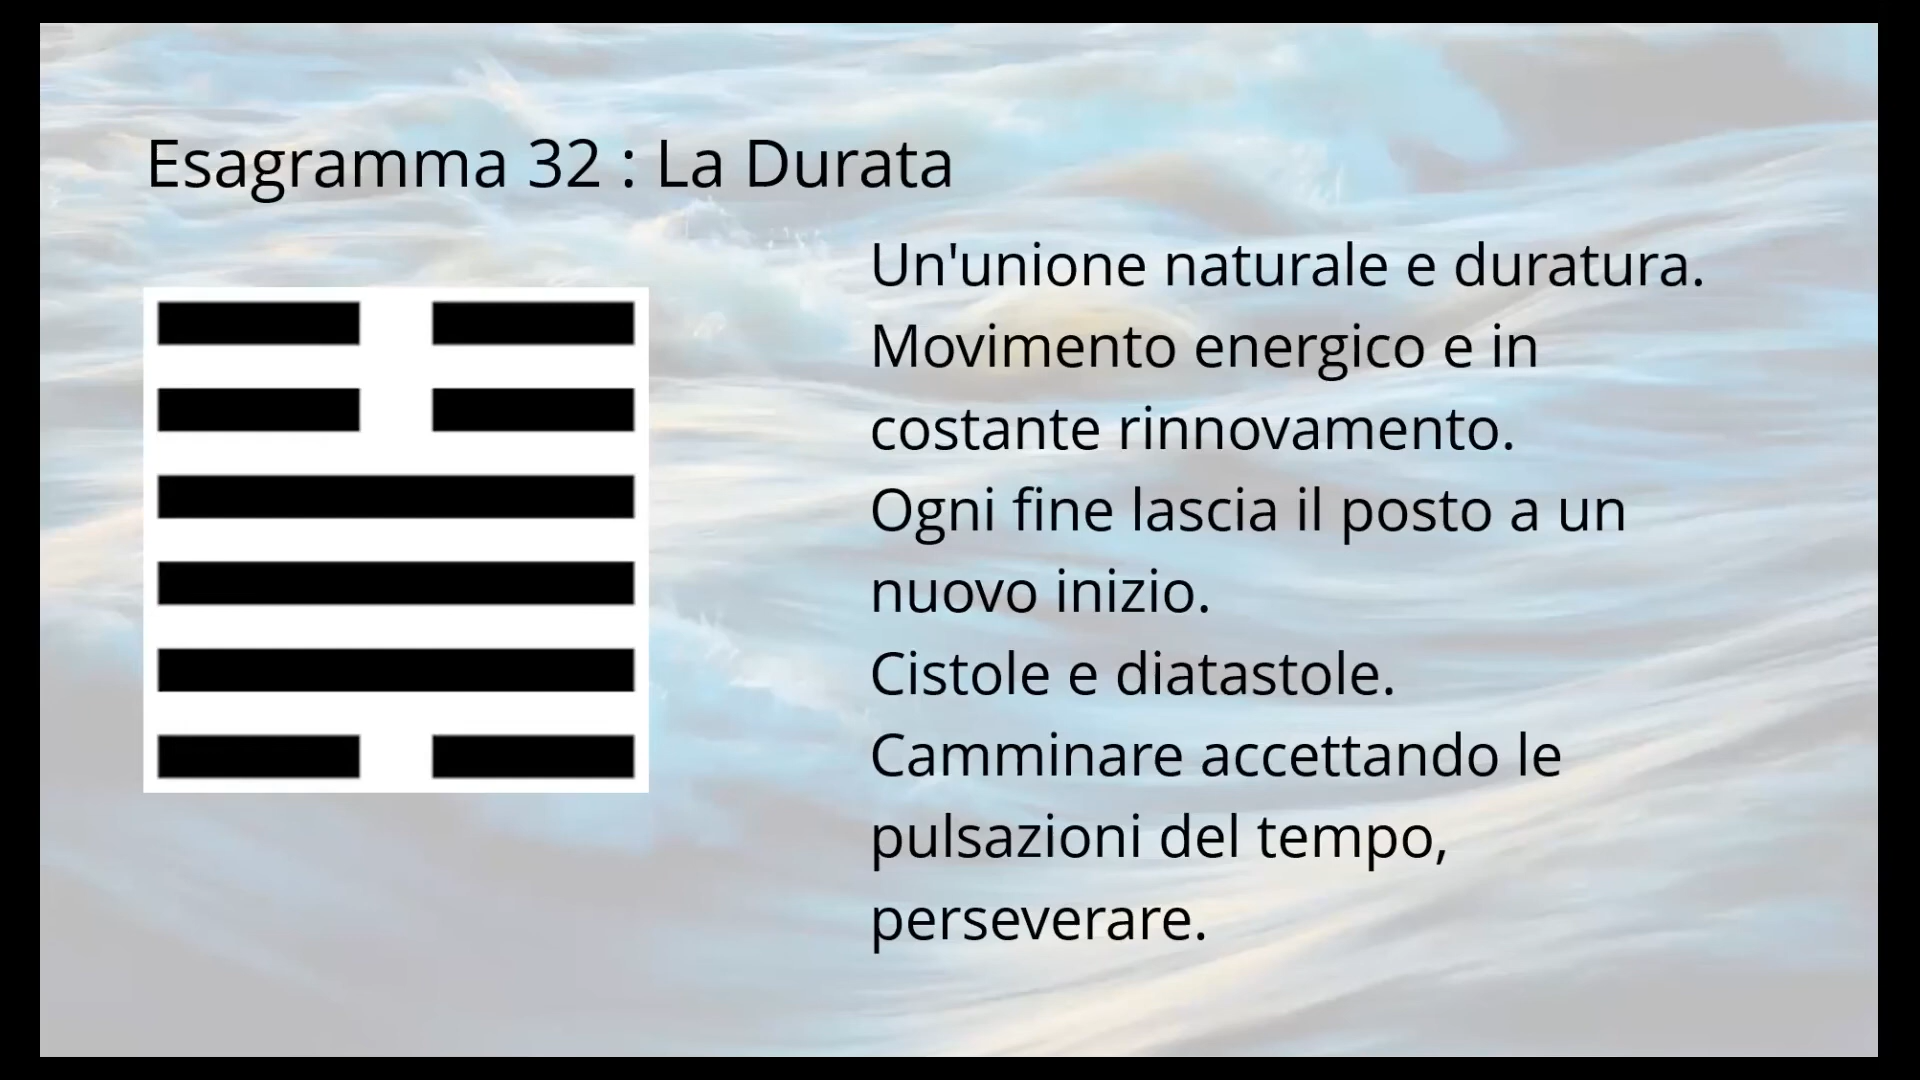 Esagramma 32 : La Durata
Un'unione naturale e duratura.
Movimento energico e in
costante rinnovamento.
Ogni fine lascia il posto a un
nuovo inizio.
Cistole e diatastole.
Camminare accettando le
pulsazioni del tempo,
perseverare.